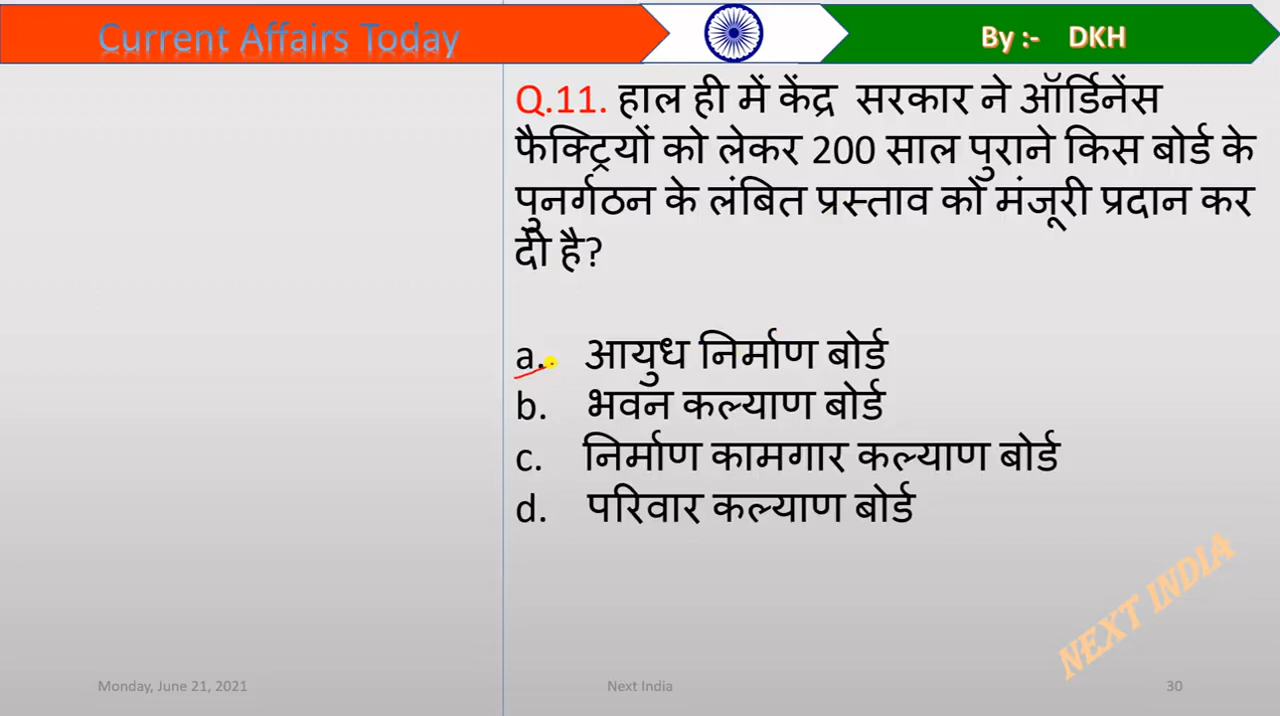 Current Affairs Today
By :- DKH
Q.11. हाल ही में केंद्र सरकार ने ऑर्डिनेंस
फैक्ट्रियों को लेकर 200 साल पुराने किस बोर्ड के
पुनर्गठन के लंबित प्रस्ताव को मंजूरी प्रदान कर
दी है?
a. आयुध निर्माण बोर्ड
b. भवन कल्याण बोर्ड
c. निर्माण कामगार कल्याण बोर्ड
d. परिवार कल्याण बोर्ड
NEXT INDIA
Monday, June 21, 2021
Next India
30